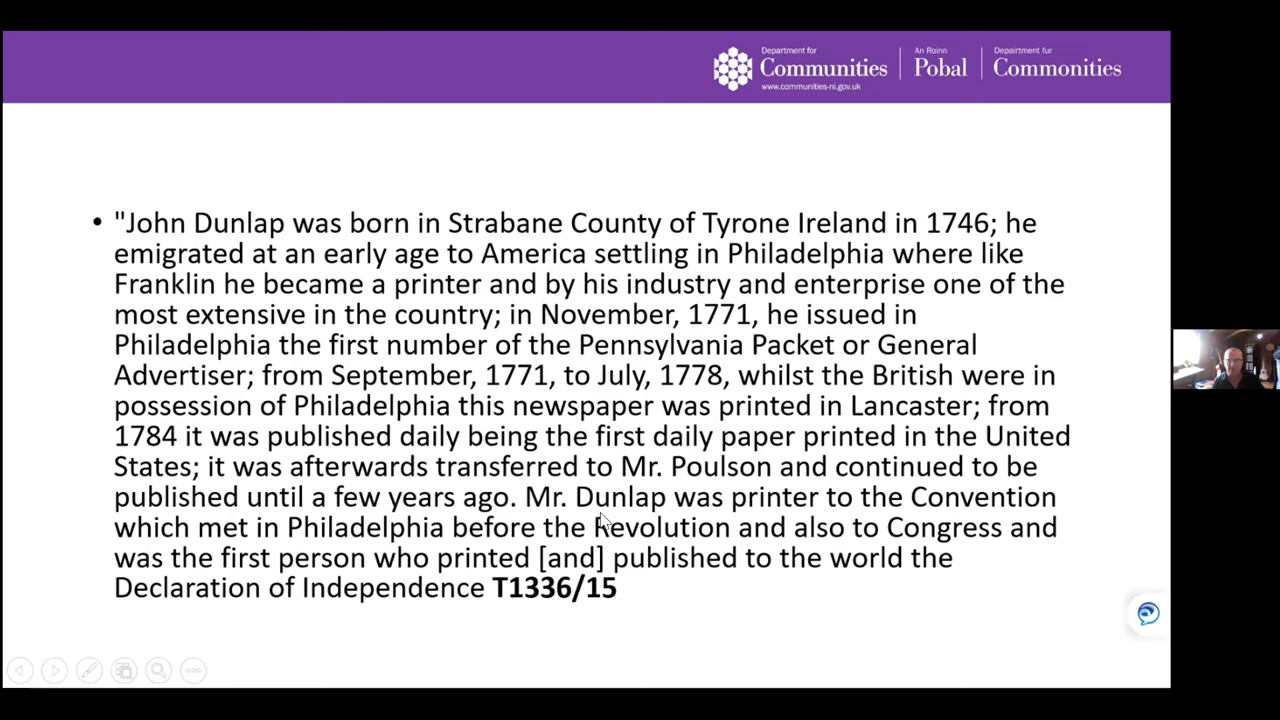 Department for
Communities
www.communities-ni.gov.uk
An Roinn
Pobal
Depairtment fur
Commonities
• "John Dunlap was born in Strabane County of Tyrone Ireland in 1746; he
emigrated at an early age to America settling in Philadelphia where like
Franklin he became a printer and by his industry and enterprise one of the
most extensive in the country; in November, 1771, he issued in
Philadelphia the first number of the Pennsylvania Packet or General
Advertiser; from September, 1771, to July, 1778, whilst the British were in
possession of Philadelphia this newspaper was printed in Lancaster; from
1784 it was published daily being the first daily paper printed in the United
States; it was afterwards transferred to Mr. Poulson and continued to be
published until a few years ago. Mr. Dunlap was printer to the Convention
which met in Philadelphia before the Revolution and also to Congress and
was the first person who printed [and] published to the world the
Declaration of Independence T1336/15